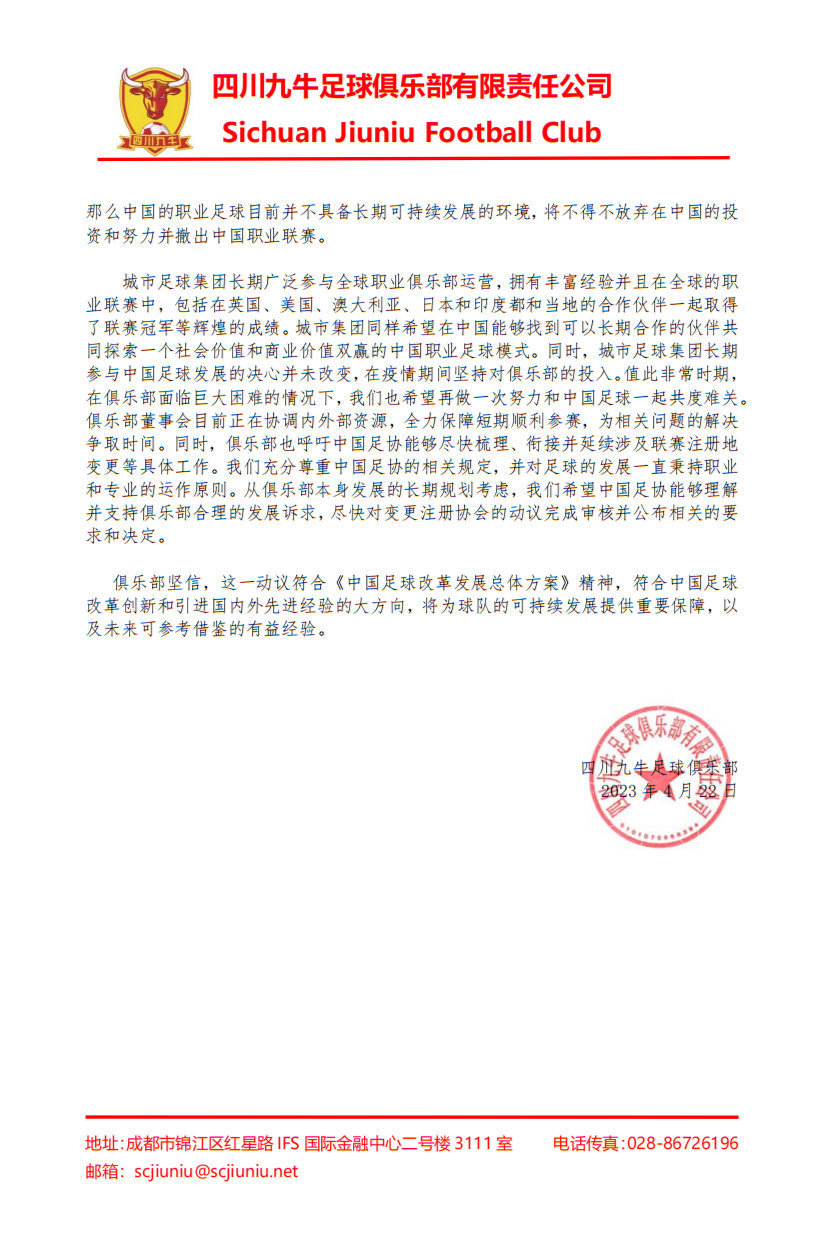 四川九牛
四川九牛足球俱乐部有限责任公司
Sichuan Jiuniu Football Club
那么中国的职业足球目前并不具备长期可持续发展的环境，将不得不放弃在中国的投
资和努力并撤出中国职业联赛。
城市足球集团长期广泛参与全球职业俱乐部运营，拥有丰富经验并且在全球的职
业联赛中，包括在英国、美国、澳大利亚、日本和印度都和当地的合作伙伴一起取得
了联赛冠军等辉煌的成绩。城市集团同样希望在中国能够找到可以长期合作的伙伴共
同探索一个社会价值和商业价值双赢的中国职业足球模式。同时，城市足球集团长期
参与中国足球发展的决心并未改变，在疫情期间坚持对俱乐部的投入。值此非常时期，
在俱乐部面临巨大困难的情况下，我们也希望再做一次努力和中国足球一起共度难关。
俱乐部董事会目前正在协调内外部资源，全力保障短期顺利参赛，为相关问题的解决
争取时间。同时，俱乐部也呼吁中国足协能够尽快梳理、衔接并延续涉及联赛注册地
变更等具体工作。我们充分尊重中国足协的相关规定，并对足球的发展一直秉持职业
和专业的运作原则。从俱乐部本身发展的长期规划考虑，我们希望中国足协能够理解
并支持俱乐部合理的发展诉求，尽快对变更注册协会的动议完成审核并公布相关的要
求和决定。
俱乐部坚信，这一动议符合《中国足球改革发展总体方案》精神，符合中国足球
改革创新和引进国内外先进经验的大方向，将为球队的可持续发展提供重要保障，以
及未来可参考借鉴的有益经验。
四川九牛足球俱乐部有限责任公司
四川九牛足球俱乐部
2023 年 4 月 22 日
地址：成都市锦江区红星路 IFS 国际金融中心二号楼 3111 室 电话传真：028-86726196
邮箱：scjiuniu@scjiuniu.net